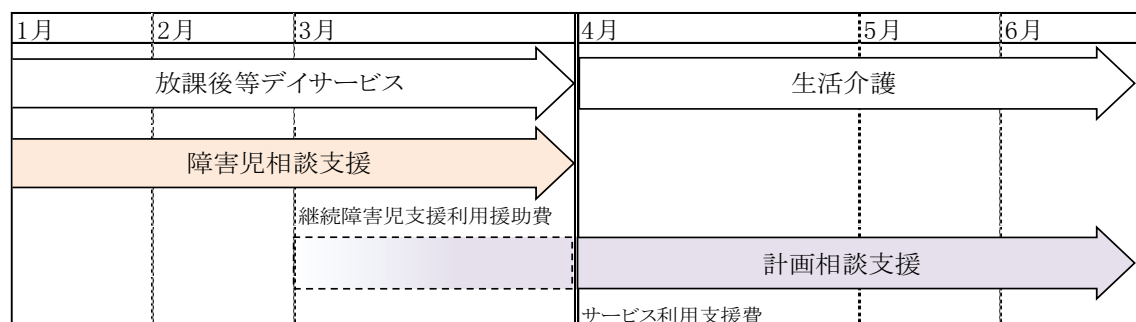 1月 2月 3月 4月 5月 6月
放課後等デイサービス 生活介護
障害児相談支援
継続障害児支援利用援助費
計画相談支援
サービス利用支援費